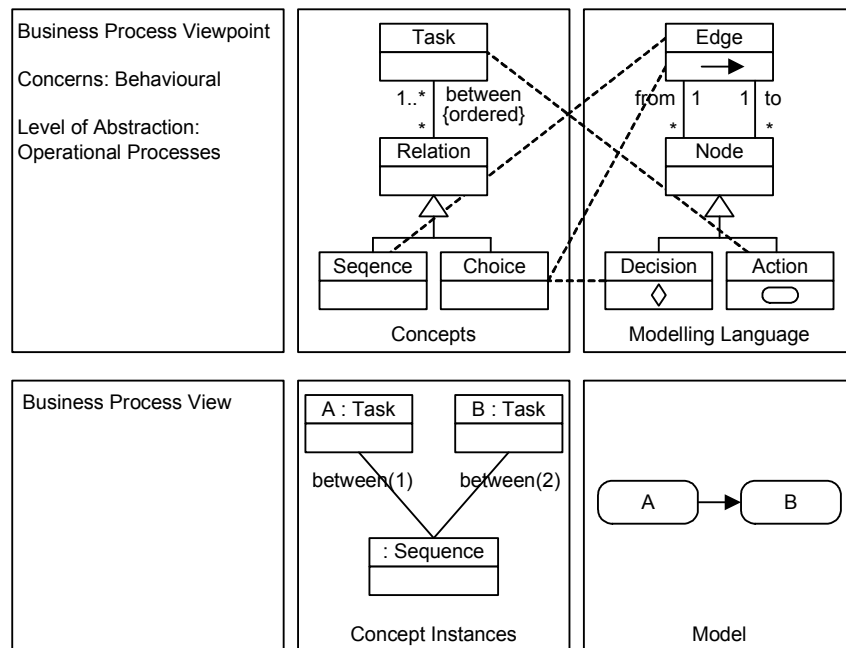 Business Process Viewpoint
Concerns: Behavioural
Level of Abstraction:
Operational Processes
Task
1..*
between
{ordered}
*
Relation
Seqence
Choice
Concepts
Edge
from
1
1
to
*
*
Node
Decision
Action
Modelling Language
Business Process View
A : Task
B : Task
between(1)
between(2)
: Sequence
Concept Instances
A
B
Model